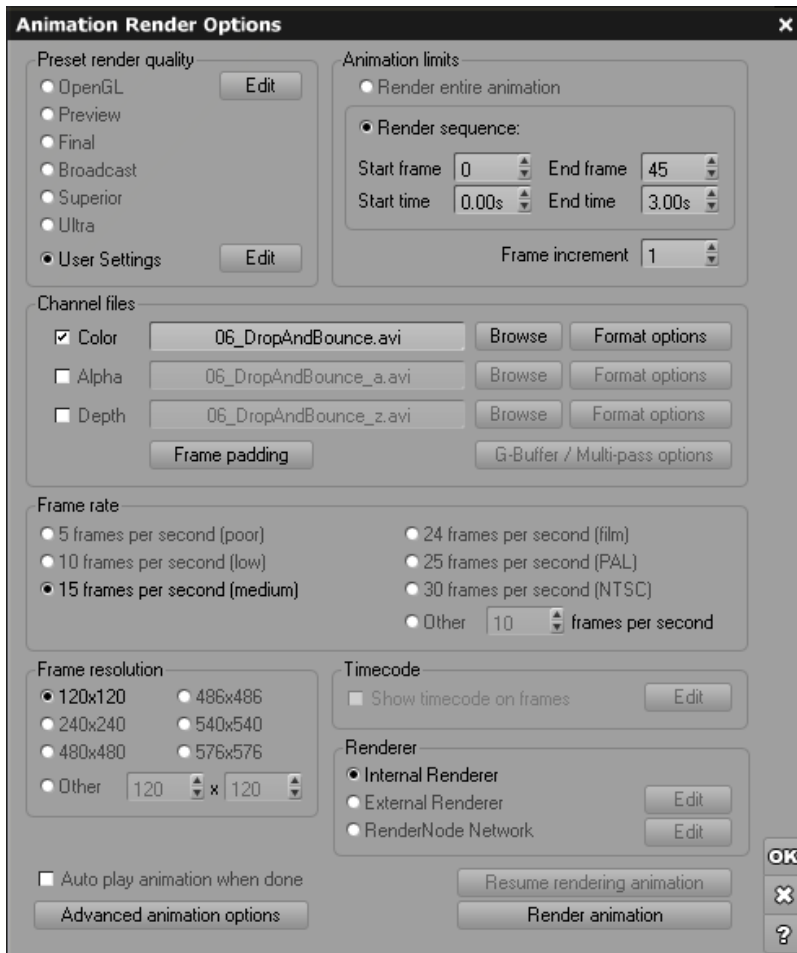 Animation Render Options
Preset render quality
OpenGL Edit
Preview
Final
Broadcast
Superior
Ultra
User Settings Edit
Animation limits
Render entire animation
Render sequence:
Start frame 0 End frame 45
Start time 0.00s End time 3.00s
Frame increment 1
Channel files
Color 06_DropAndBounce.avi Browse Format options
Alpha 06_DropAndBounce_a.avi Browse Format options
Depth 06_DropAndBounce_z.avi Browse Format options
Frame padding G-Buffer / Multi-pass options
Frame rate
5 frames per second (poor)
10 frames per second (low)
15 frames per second (medium)
24 frames per second (film)
25 frames per second (PAL)
30 frames per second (NTSC)
Other 10 frames per second
Frame resolution
120x120 486x486
240x240 540x540
480x480 576x576
Other 120 x 120
Timecode
Show timecode on frames Edit
Renderer
Internal Renderer
External Renderer Edit
RenderNode Network Edit
Auto play animation when done
Advanced animation options
Resume rendering animation
Render animation
OK
?